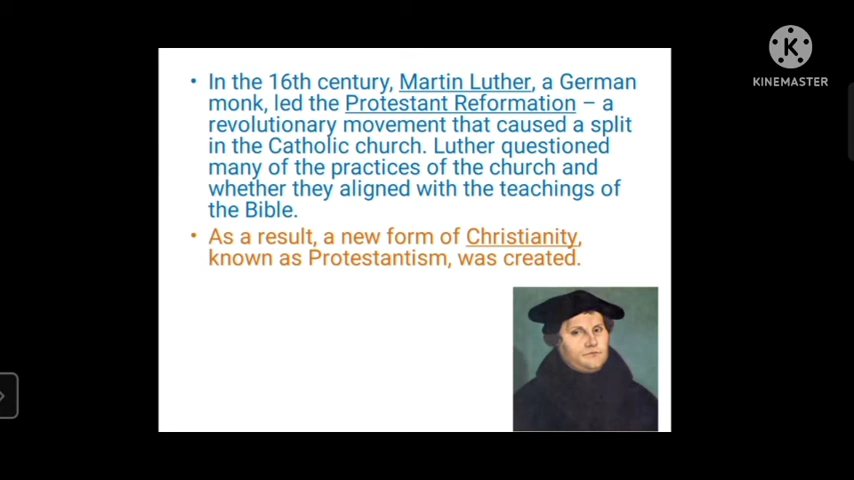 • In the 16th century, Martin Luther, a German
monk, led the Protestant Reformation – a
revolutionary movement that caused a split
in the Catholic church. Luther questioned
many of the practices of the church and
whether they aligned with the teachings of
the Bible.
• As a result, a new form of Christianity,
known as Protestantism, was created.
K
KINEMASTER